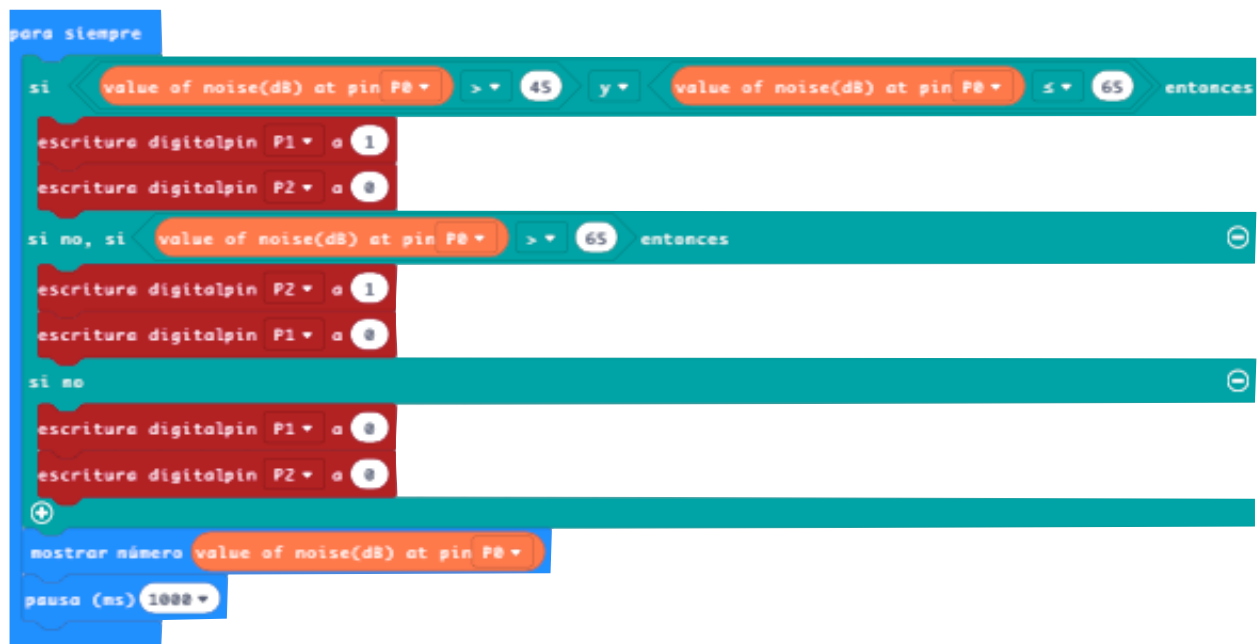 para siempre
si value of noise(dB) at pin P0 > 45 y value of noise(dB) at pin P0 ≤ 65 entonces
escritura digitalpin P1 a 1
escritura digitalpin P2 a 0
si no, si value of noise(dB) at pin P0 > 65 entonces
escritura digitalpin P2 a 1
escritura digitalpin P1 a 0
si no
escritura digitalpin P1 a 0
escritura digitalpin P2 a 0
mostrar número value of noise(dB) at pin P0
pausa (ms) 1000